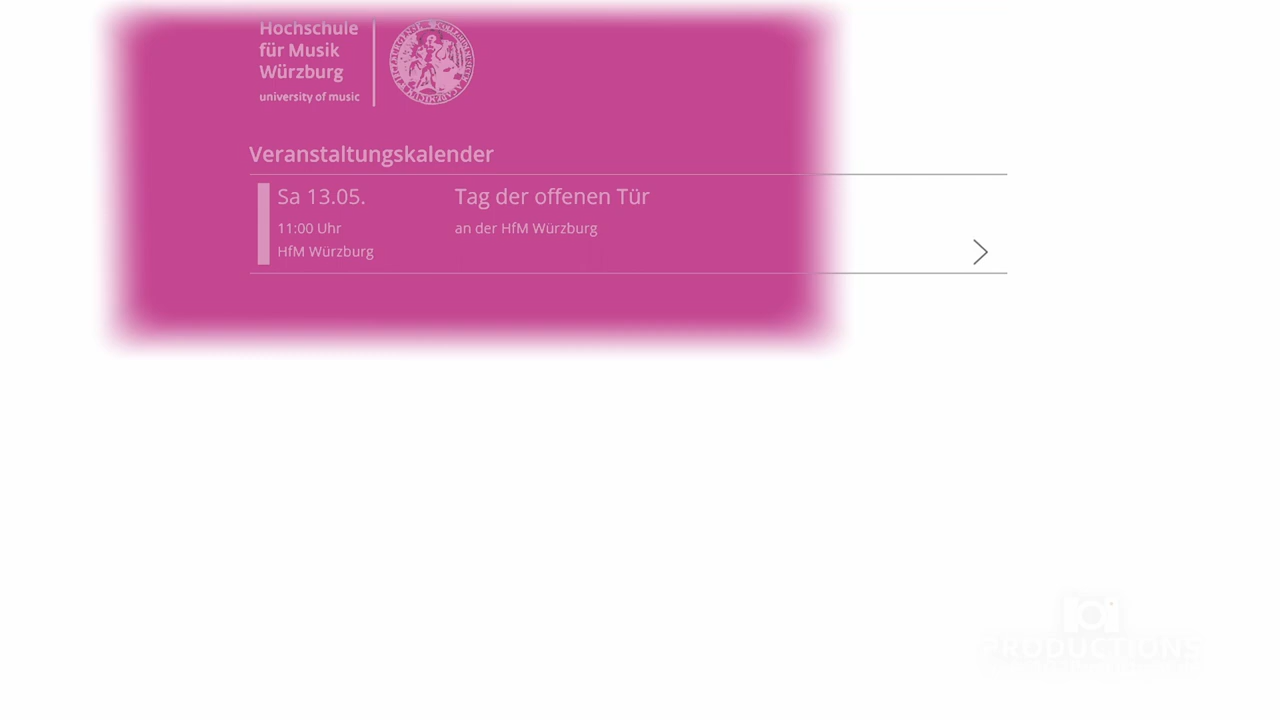 Hochschule
für Musik
Würzburg
university of music
Veranstaltungskalender
Sa 13.05.
Tag der offenen Tür
11:00 Uhr
an der HfM Würzburg
HfM Würzburg
PRODUCTIONS